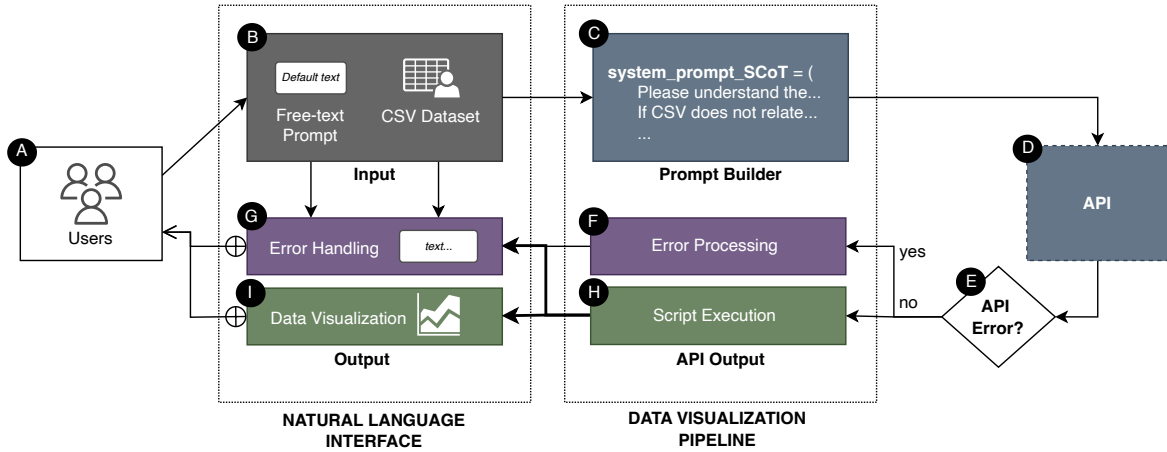 A
Users
B
Default text
Free-text
Prompt
CSV Dataset
Input
C
system_prompt_SCoT = (
Please understand the...
If CSV does not relate...
...
Prompt Builder
D
API
E
API
Error?
yes
no
F
Error Processing
G
Error Handling
text...
H
Script Execution
API Output
I
Data Visualization
Output
NATURAL LANGUAGE
INTERFACE
DATA VISUALIZATION
PIPELINE